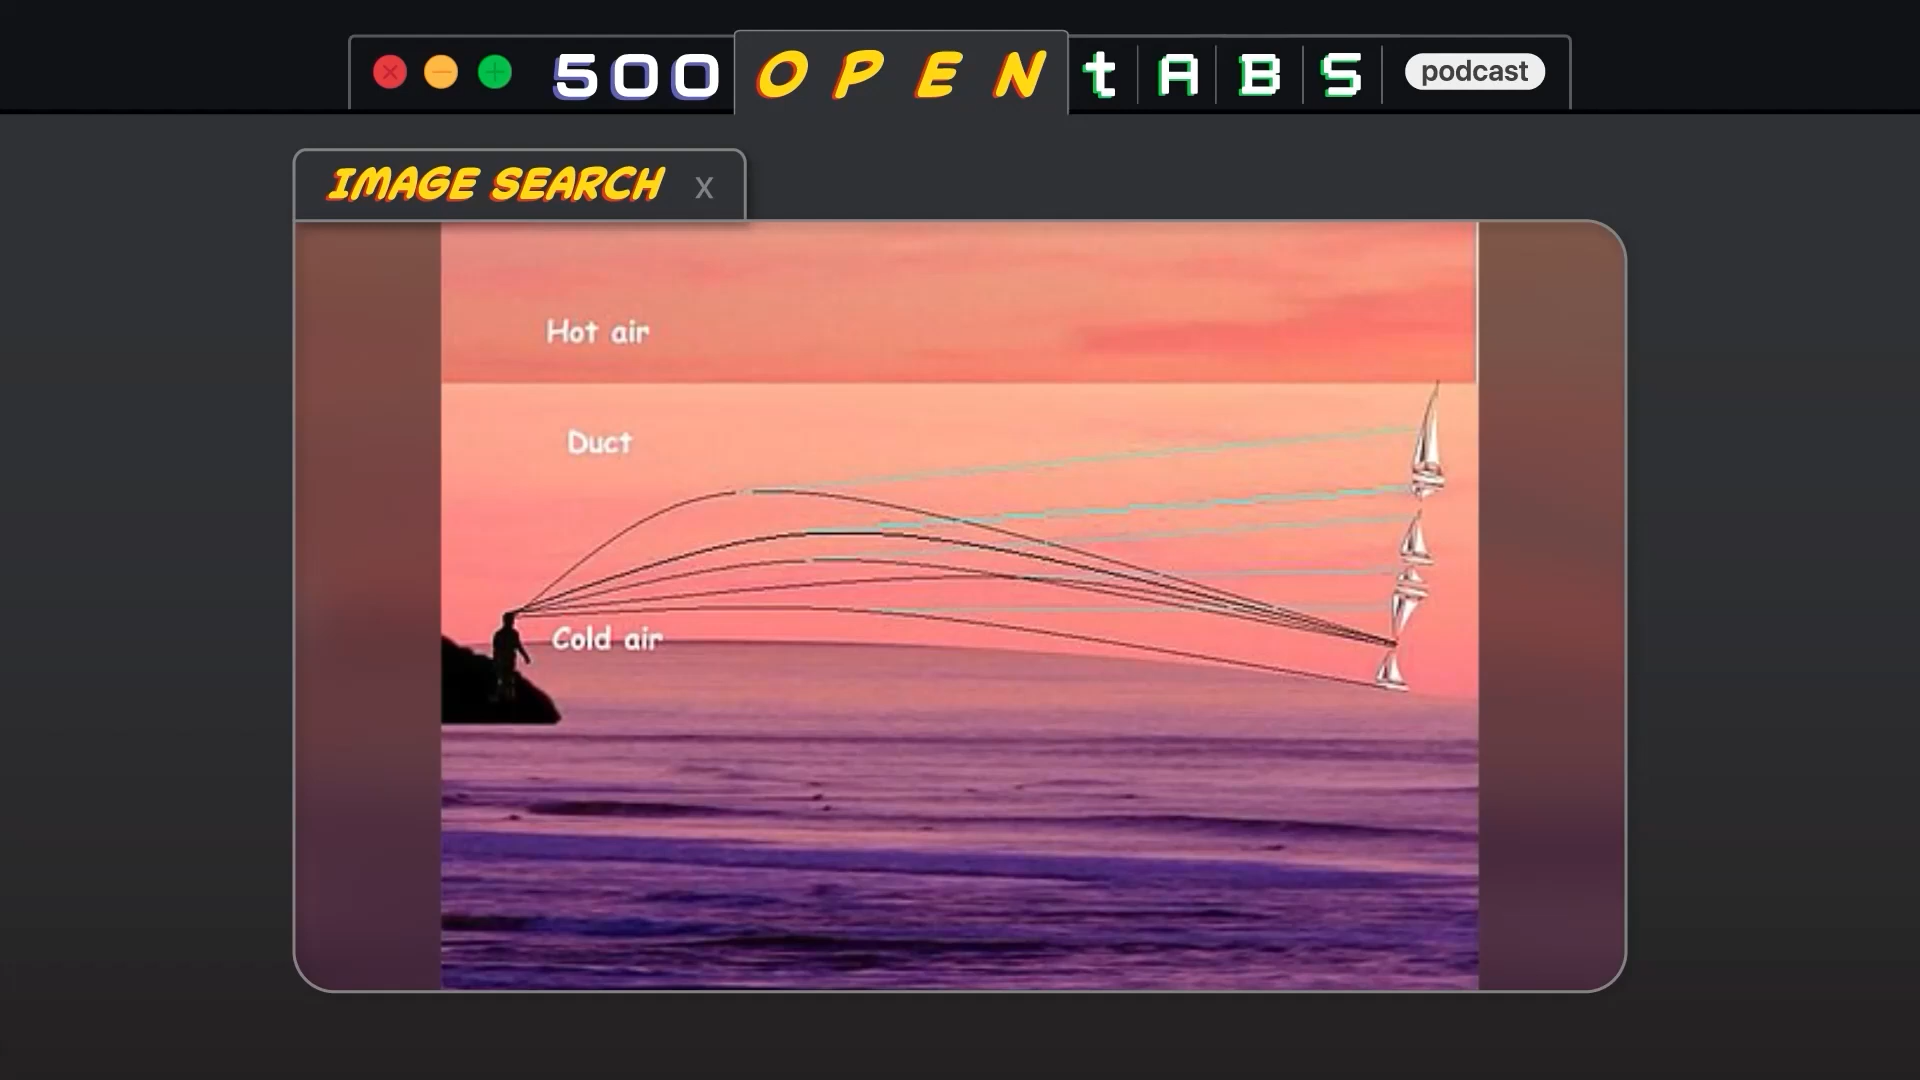 500 OPEN tABS podcast
IMAGE SEARCH x
Hot air
Duct
Cold air